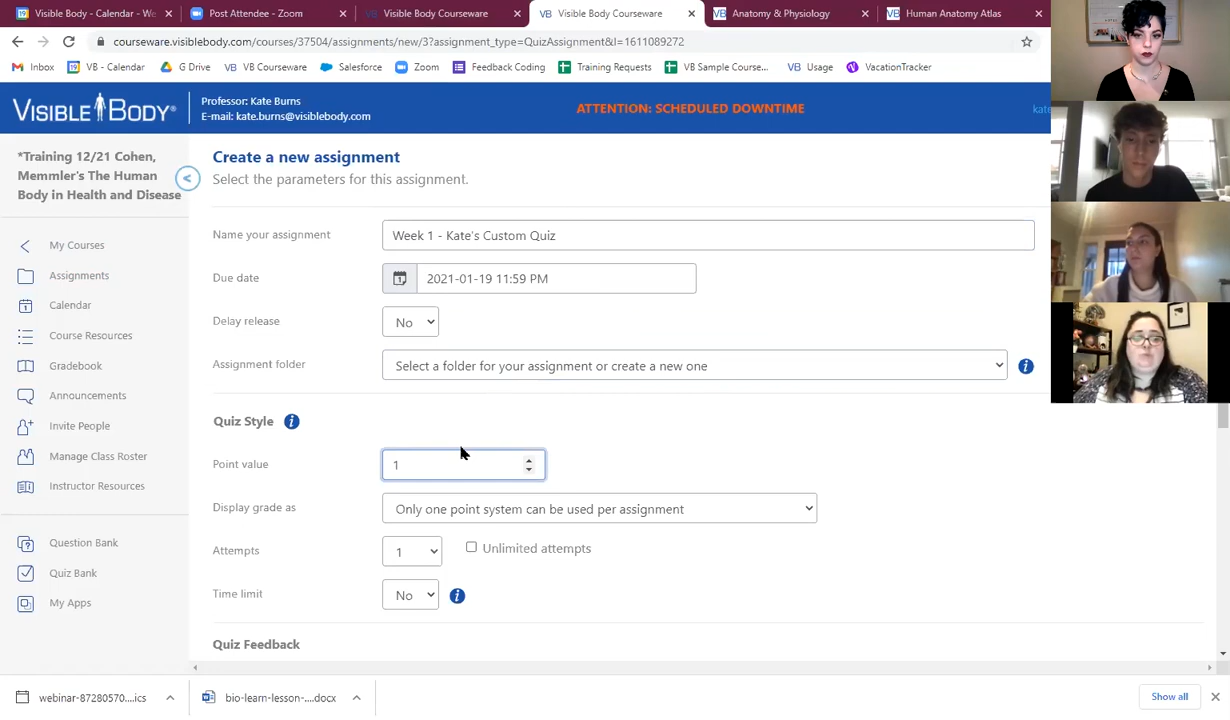 Visible Body - Calendar - We
Post Attendee - Zoom
Visible Body Courseware
Visible Body Courseware
Anatomy & Physiology
Human Anatomy Atlas
courseware.visiblebody.com/courses/37504/assignments/new/3?assignment_type=QuizAssignment&l=1611089272
Inbox
VB - Calendar
G Drive
VB Courseware
Salesforce
Zoom
Feedback Coding
Training Requests
VB Sample Course...
Usage
VacationTracker
VISIBLE BODY®
Professor: Kate Burns
E-mail: kate.burns@visiblebody.com
ATTENTION: SCHEDULED DOWNTIME
kate
*Training 12/21 Cohen,
Memmler's The Human
Body in Health and Disease
My Courses
Assignments
Calendar
Course Resources
Gradebook
Announcements
Invite People
Manage Class Roster
Instructor Resources
Question Bank
Quiz Bank
My Apps
Create a new assignment
Select the parameters for this assignment.
Name your assignment
Week 1 - Kate's Custom Quiz
Due date
2021-01-19 11:59 PM
Delay release
No
Assignment folder
Select a folder for your assignment or create a new one
Quiz Style
Point value
1
Display grade as
Only one point system can be used per assignment
Attempts
1
Unlimited attempts
Time limit
No
Quiz Feedback
webinar-87280570....ics
bio-learn-lesson-....docx
Show all